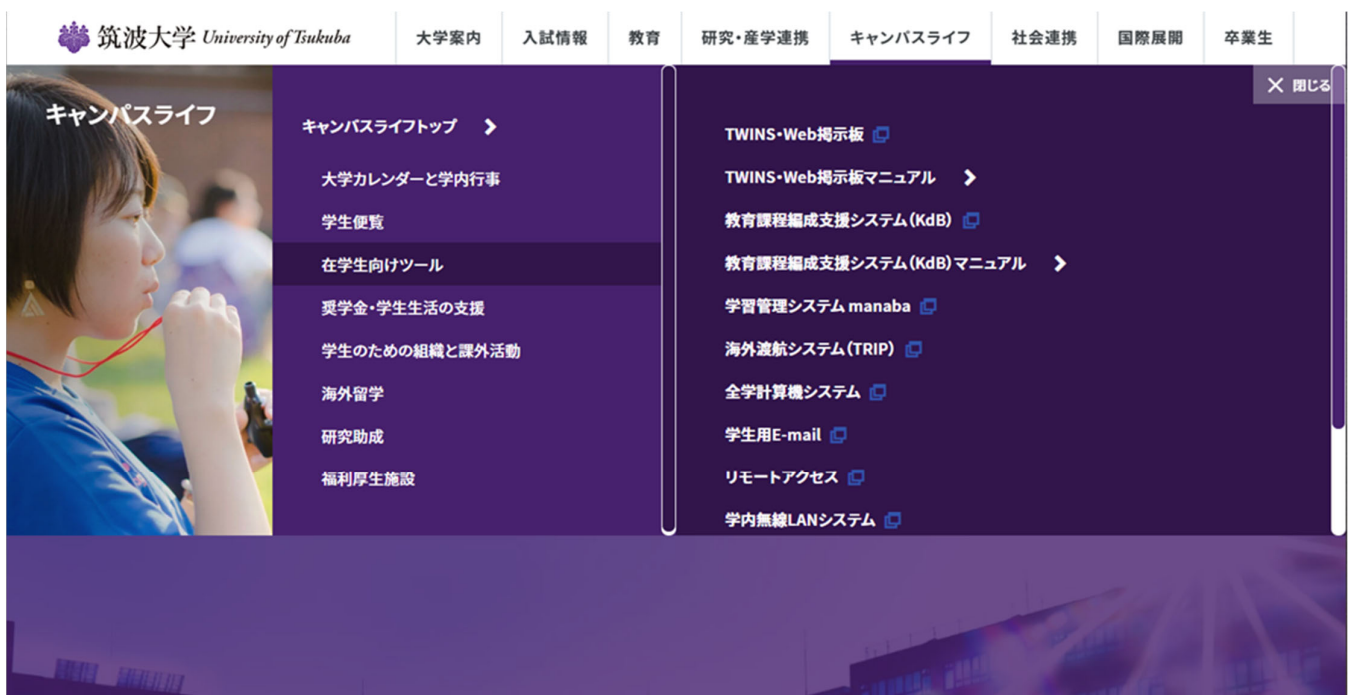 筑波大学 University of Tsukuba
大学案内
入試情報
教育
研究・産学連携
キャンパスライフ
社会連携
国際展開
卒業生
閉じる
キャンパスライフ
キャンパスライフトップ
大学カレンダーと学内行事
学生便覧
在学生向けツール
奨学金・学生生活の支援
学生のための組織と課外活動
海外留学
研究助成
福利厚生施設
TWINS・Web掲示板
TWINS・Web掲示板マニュアル
教育課程編成支援システム(KdB)
教育課程編成支援システム(KdB)マニュアル
学習管理システム manaba
海外渡航システム(TRIP)
全学計算機システム
学生用E-mail
リモートアクセス
学内無線LANシステム